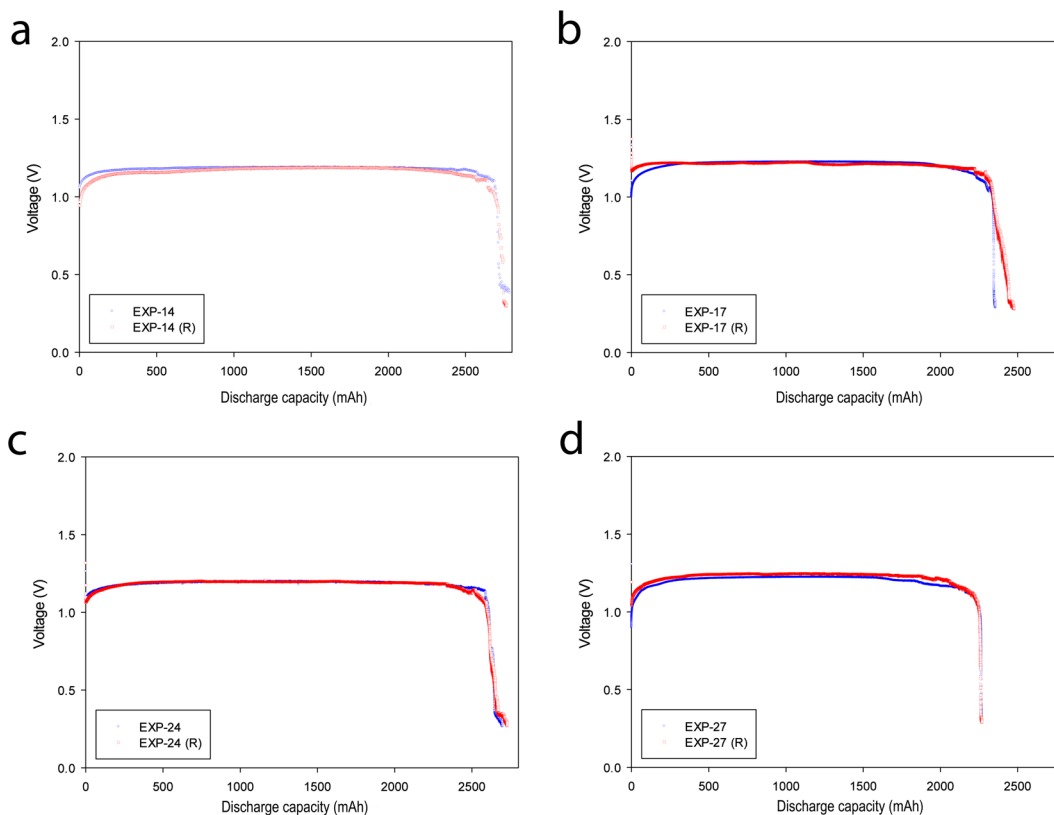 a
2.0
1.5
1.0
0.5
0.0
Voltage (V)
EXP-14
EXP-14 (R)
0 500 1000 1500 2000 2500
Discharge capacity (mAh)
b
2.0
1.5
1.0
0.5
0.0
Voltage (V)
EXP-17
EXP-17 (R)
0 500 1000 1500 2000 2500
Discharge capacity (mAh)
c
2.0
1.5
1.0
0.5
0.0
Voltage (V)
EXP-24
EXP-24 (R)
0 500 1000 1500 2000 2500
Discharge capacity (mAh)
d
2.0
1.5
1.0
0.5
0.0
Voltage (V)
EXP-27
EXP-27 (R)
0 500 1000 1500 2000 2500
Discharge capacity (mAh)